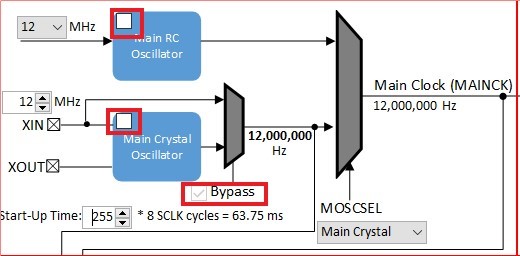 12 MHz
Main RC
Oscillator
12 MHz
Main Clock (MAINCK)
12,000,000 Hz
XIN
Main Crystal
Oscillator
12,000,000
Hz
XOUT
Bypass
Start-Up Time: 255 * 8 SCLK cycles = 63.75 ms
MOSCSEL
Main Crystal